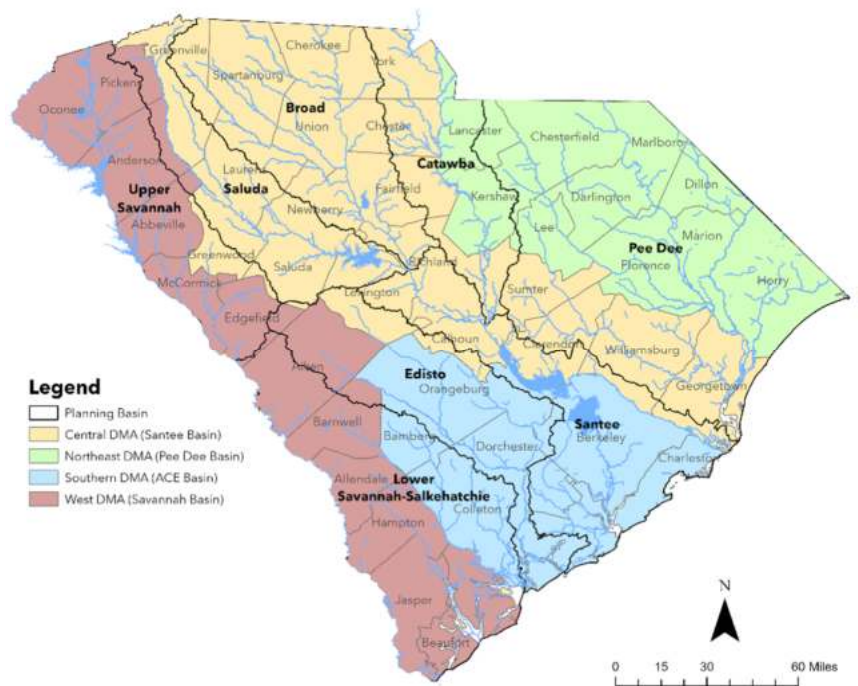 Greenville
Cherokee
York
Pickens
Spartanburg
Oconee
Broad
Union
Chester
Lancaster
Chesterfield
Marlboro
Anderson
Laurens
Catawba
Dillon
Upper
Savannah
Saluda
Fairfield
Kershaw
Darlington
Abbeville
Newberry
Lee
Marion
Pee Dee
Greenwood
Saluda
Richland
Florence
Horry
McCormick
Lexington
Sumter
Edgefield
Calhoun
Clarendon
Williamsburg
Aiken
Georgetown
Edisto
Orangeburg
Santee
Berkeley
Barnwell
Bamberg
Dorchester
Charleston
Allendale
Lower
Savannah-Salkehatchie
Colleton
Hampton
Jasper
Beaufort
Legend
Planning Basin
Central DMA (Santee Basin)
Northeast DMA (Pee Dee Basin)
Southern DMA (ACE Basin)
West DMA (Savannah Basin)
N
0 15 30 60 Miles